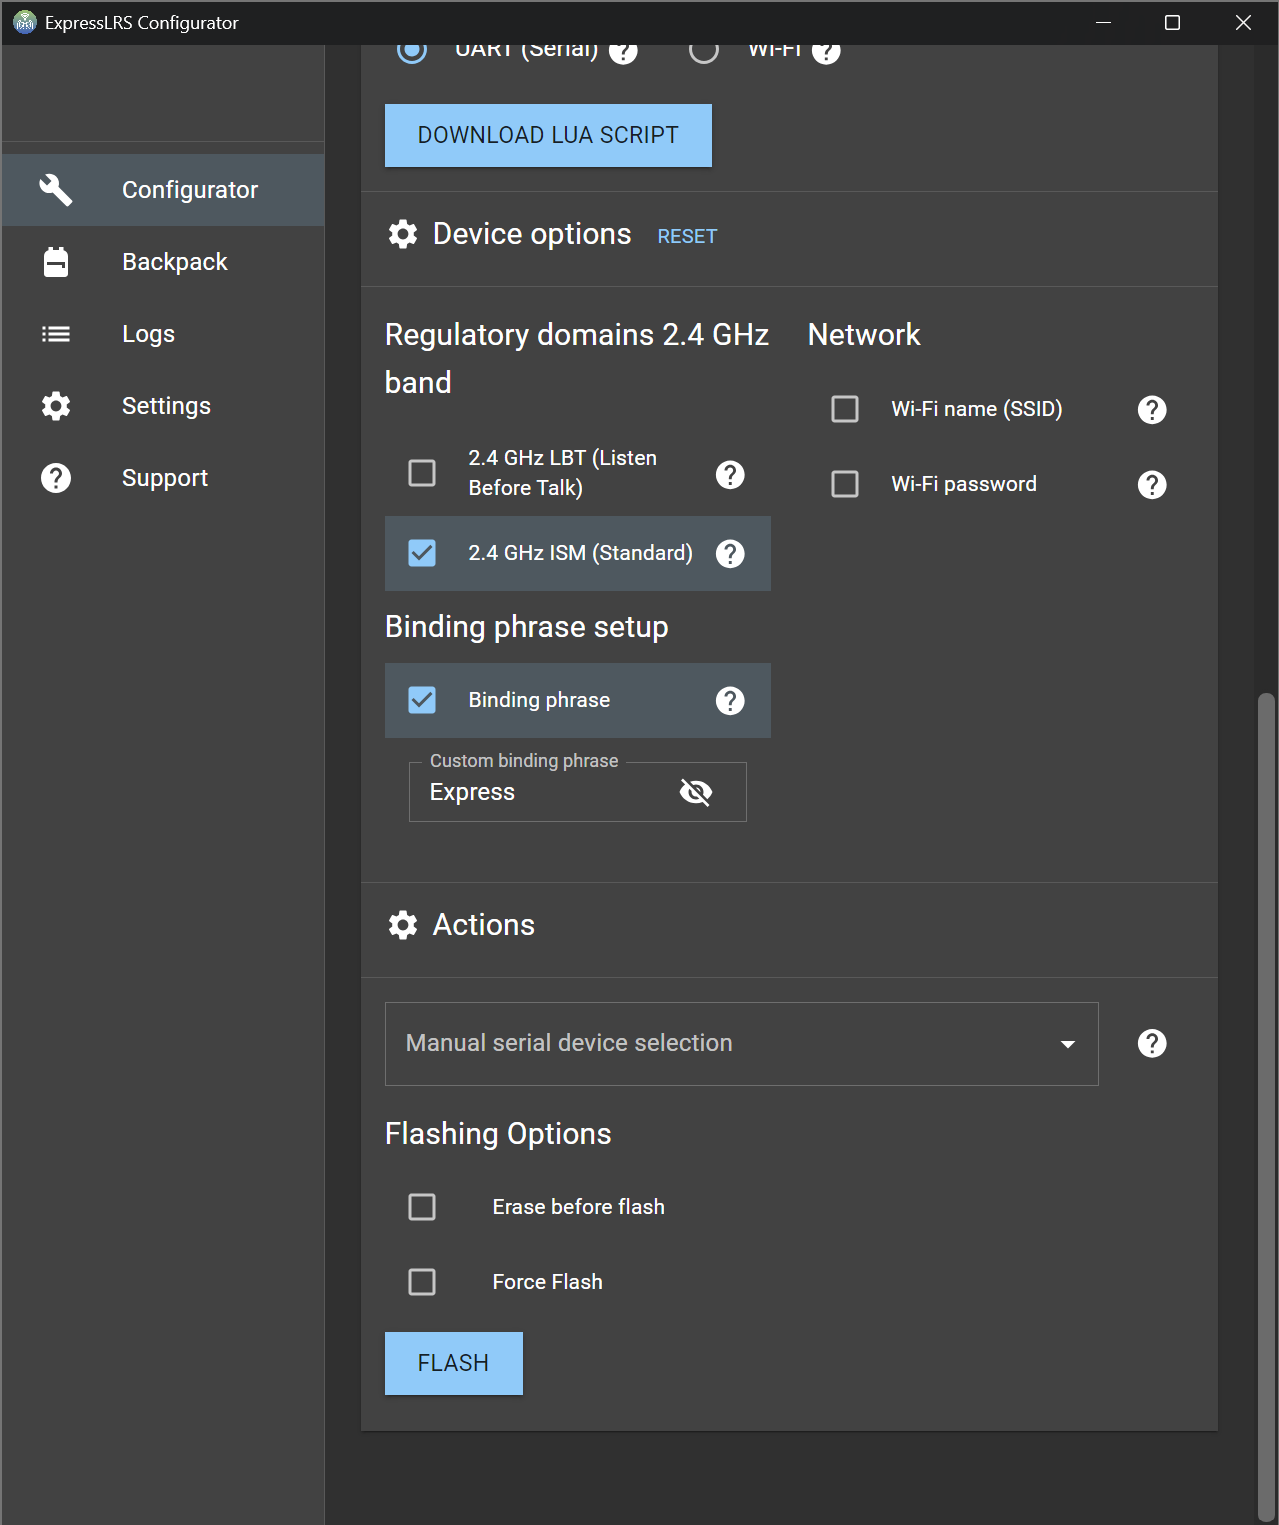 ExpressLRS Configurator
UART (Serial)
Wi-Fi
DOWNLOAD LUA SCRIPT
Configurator
Backpack
Logs
Settings
Support
Device options
RESET
Regulatory domains 2.4 GHz
band
2.4 GHz LBT (Listen
Before Talk)
2.4 GHz ISM (Standard)
Binding phrase setup
Binding phrase
Custom binding phrase
Express
Network
Wi-Fi name (SSID)
Wi-Fi password
Actions
Manual serial device selection
Flashing Options
Erase before flash
Force Flash
FLASH